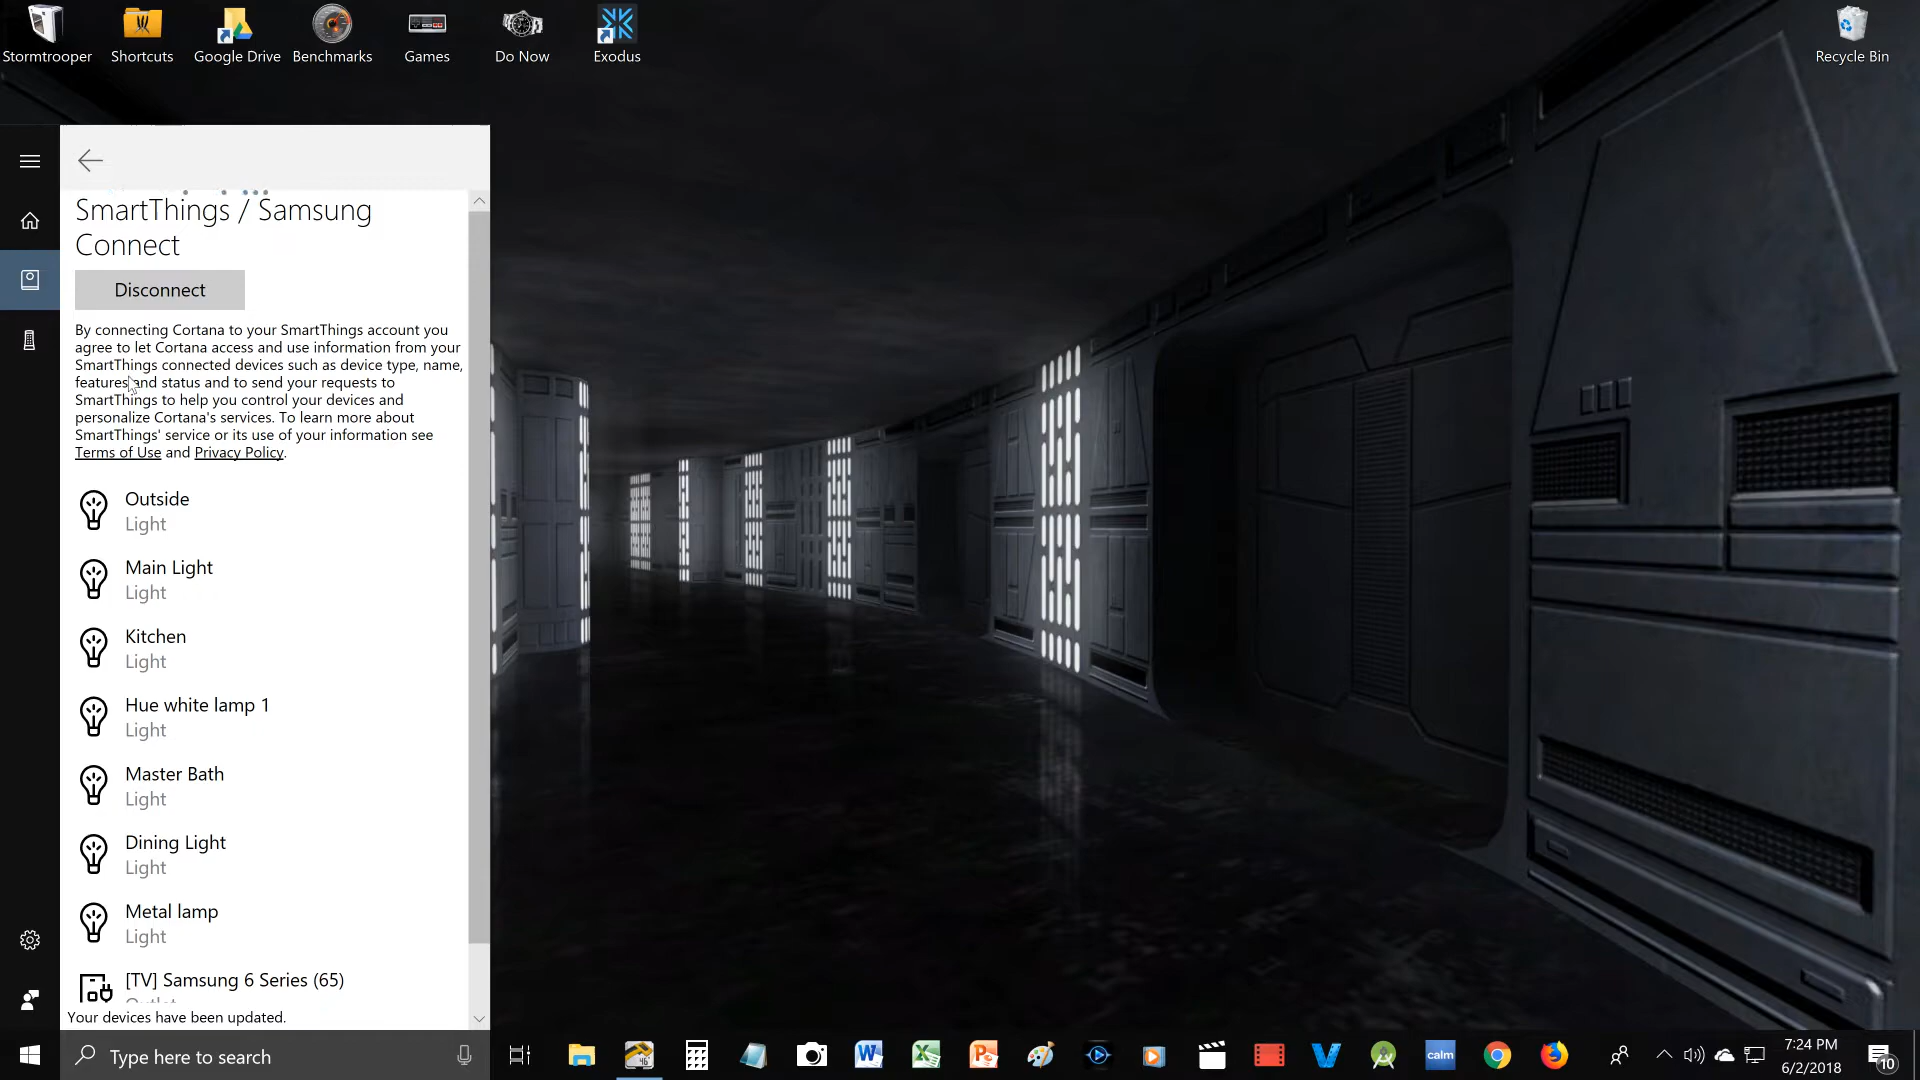 Stormtrooper
Shortcuts
Google Drive
Benchmarks
Games
Do Now
Exodus
Recycle Bin
SmartThings / Samsung
Connect
Disconnect
By connecting Cortana to your SmartThings account you
agree to let Cortana access and use information from your
SmartThings connected devices such as device type, name,
features and status and to send your requests to
SmartThings to help you control your devices and
personalize Cortana's services. To learn more about
SmartThings' service or its use of your information see
Terms of Use and Privacy Policy.
Outside
Light
Main Light
Light
Kitchen
Light
Hue white lamp 1
Light
Master Bath
Light
Dining Light
Light
Metal lamp
Light
[TV] Samsung 6 Series (65)
Outlet
Your devices have been updated.
Type here to search
46°
calm
7:24 PM
6/2/2018
10